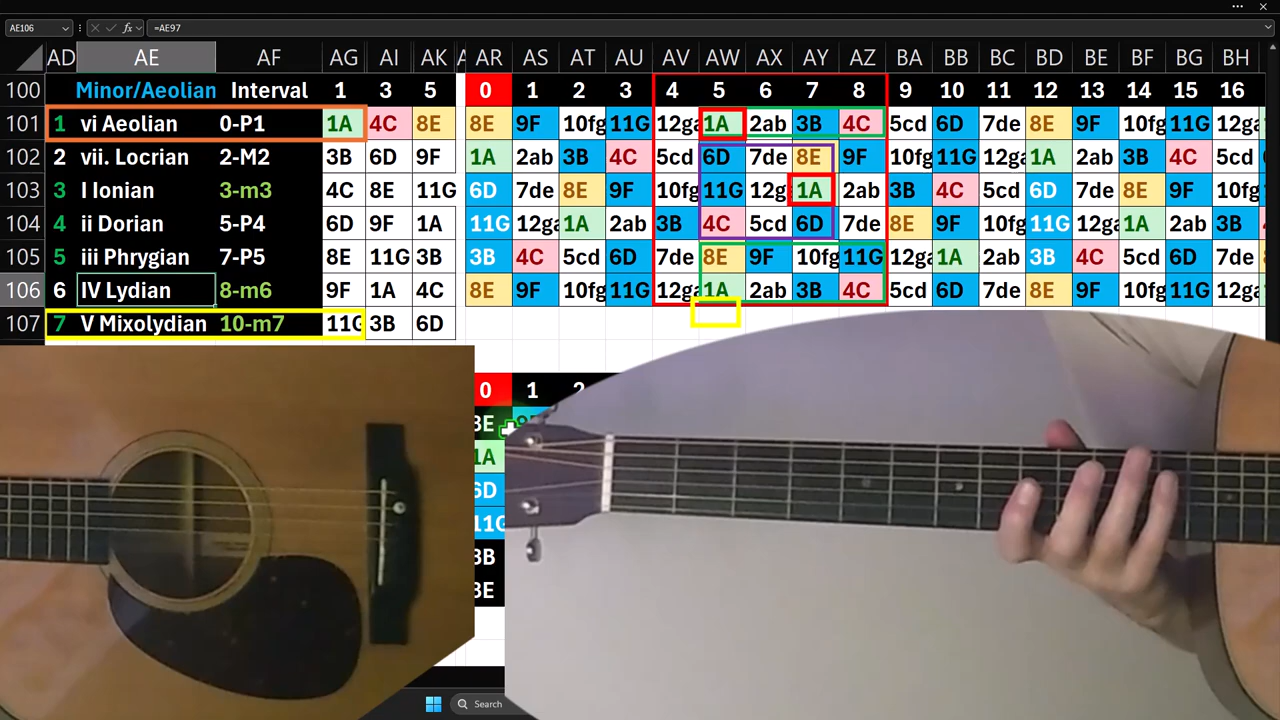 AE106 fx =AE97
AD AE AF AG AI AK AR AS AT AU AV AW AX AY AZ BA BB BC BD BE BF BG BH
100 Minor/Aeolian Interval 1 3 5 0 1 2 3 4 5 6 7 8 9 10 11 12 13 14 15 16
101 1 vi Aeolian 0-P1 1A 4C 8E 8E 9F 10fg 11G 12ga 1A 2ab 3B 4C 5cd 6D 7de 8E 9F 10fg 11G 12ga
102 2 vii. Locrian 2-M2 3B 6D 9F 1A 2ab 3B 4C 5cd 6D 7de 8E 9F 10fg 11G 12ga 1A 2ab 3B 4C 5cd
103 3 I Ionian 3-m3 4C 8E 11G 6D 7de 8E 9F 10fg 11G 12g 1A 2ab 3B 4C 5cd 6D 7de 8E 9F 10fg
104 4 ii Dorian 5-P4 6D 9F 1A 11G 12ga 1A 2ab 3B 4C 5cd 6D 7de 8E 9F 10fg 11G 12ga 1A 2ab 3B
105 5 iii Phrygian 7-P5 8E 11G 3B 3B 4C 5cd 6D 7de 8E 9F 10fg 11G 12ga 1A 2ab 3B 4C 5cd 6D 7de
106 6 IV Lydian 8-m6 9F 1A 4C 8E 9F 10fg 11G 12ga 1A 2ab 3B 4C 5cd 6D 7de 8E 9F 10fg 11G 12ga
107 7 V Mixolydian 10-m7 11G 3B 6D
0 1
1A
6D
11G
3B
Search